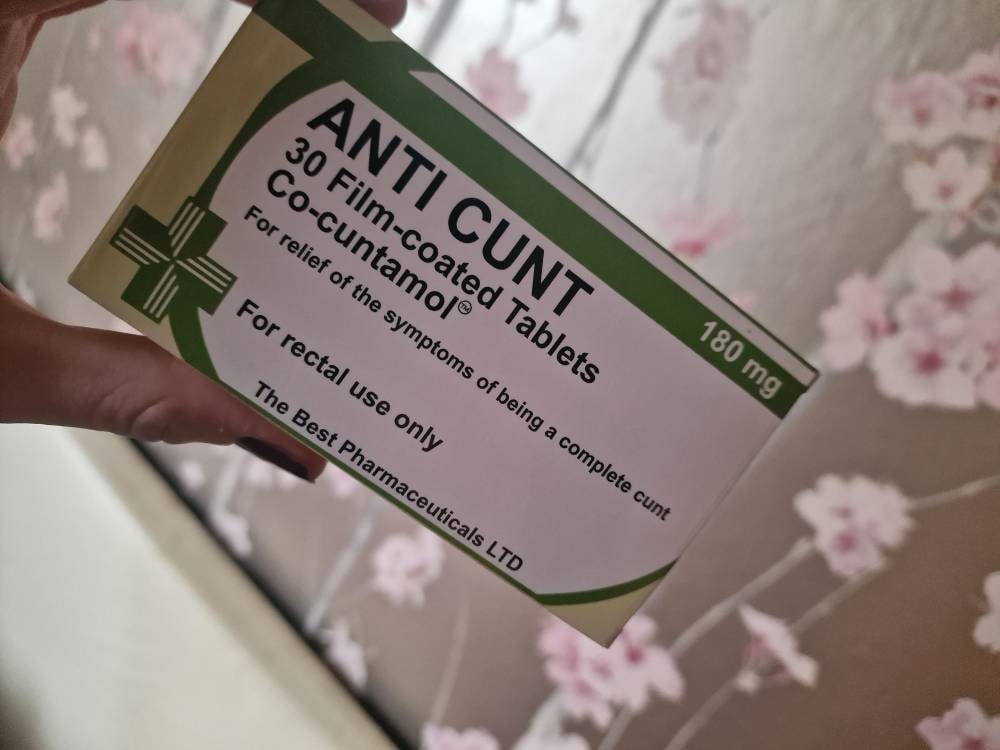 ANTI CUNT
30 Film-coated Tablets
Co-cuntamol™
For relief of the symptoms of being a complete cunt
For rectal use only
The Best Pharmaceuticals LTD
180 mg